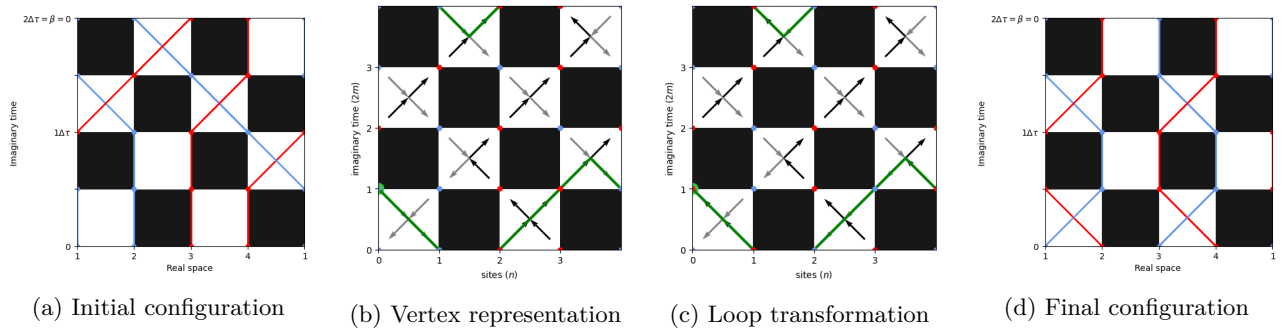 2Δτ = β = 0
1Δτ
0
Imaginary time
1 2 3 4 1
Real space
3
2
1
0
imaginary time (2m)
0 1 2 3
sites (n)
3
2
1
0
imaginary time (2m)
0 1 2 3
sites (n)
2Δτ = β = 0
1Δτ
0
Imaginary time
1 2 3 4 1
Real space
(a) Initial configuration
(b) Vertex representation
(c) Loop transformation
(d) Final configuration